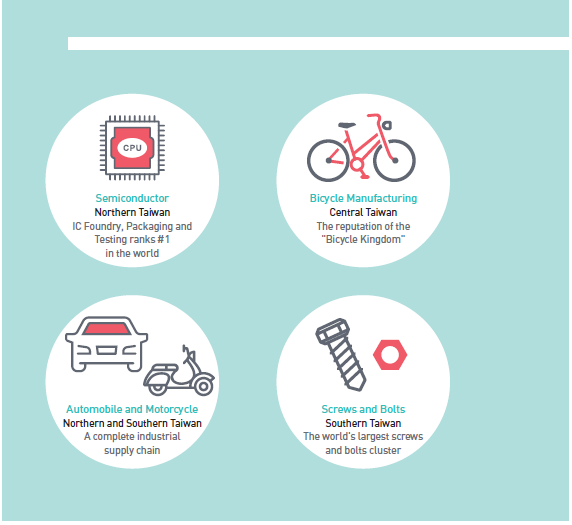 CPU
Semiconductor
Northern Taiwan
IC Foundry, Packaging and
Testing ranks #1
in the world
Bicycle Manufacturing
Central Taiwan
The reputation of the
"Bicycle Kingdom"
Automobile and Motorcycle
Northern and Southern Taiwan
A complete industrial
supply chain
Screws and Bolts
Southern Taiwan
The world's largest screws
and bolts cluster